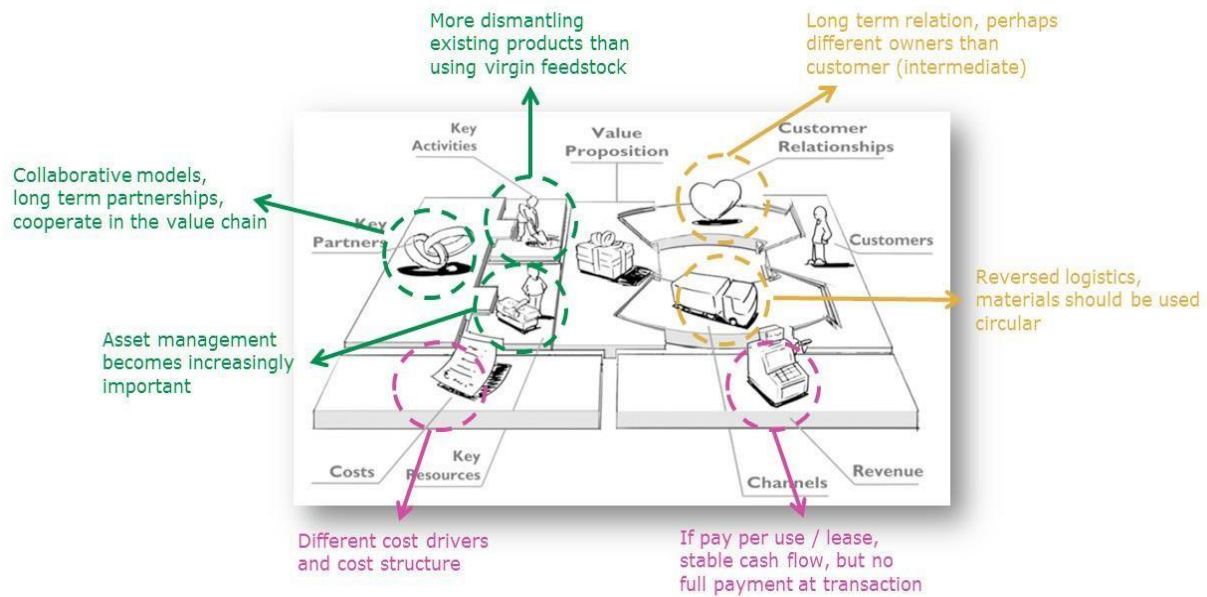 More dismantling
existing products than
using virgin feedstock
Long term relation, perhaps
different owners than
customer (intermediate)
Key
Activities
Value
Proposition
Customer
Relationships
Collaborative models,
long term partnerships,
cooperate in the value chain
Key
Partners
Customers
Reversed logistics,
materials should be used
circular
Asset management
becomes increasingly
important
Costs
Key
Resources
Channels
Revenue
Different cost drivers
and cost structure
If pay per use / lease,
stable cash flow, but no
full payment at transaction